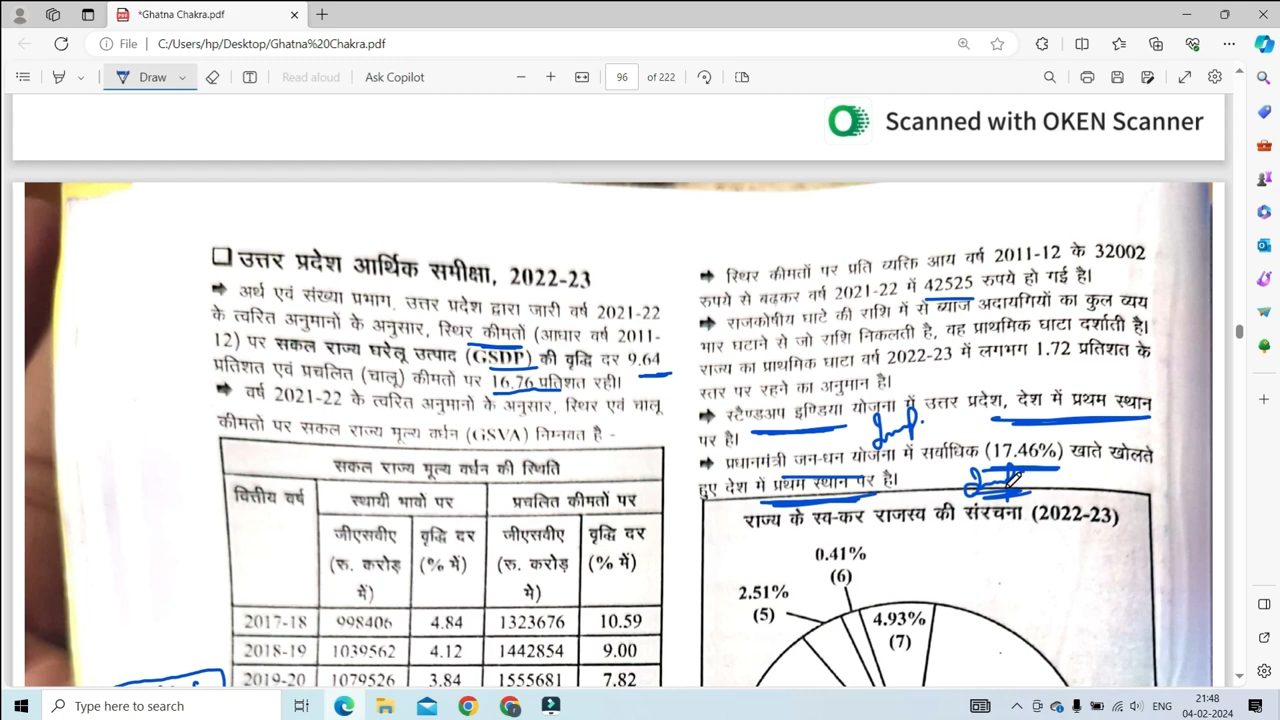 *Ghatna Chakra.pdf
File
C:/Users/hp/Desktop/Ghatna%20Chakra.pdf
Draw
Read aloud
Ask Copilot
96 of 222
Scanned with OKEN Scanner
उत्तर प्रदेश आर्थिक समीक्षा, 2022-23
अर्थ एवं संख्या प्रभाग, उत्तर प्रदेश द्वारा जारी वर्ष 2021-22
के त्वरित अनुमानों के अनुसार, स्थिर कीमतों (आधार वर्ष 2011-
12) पर सकल राज्य घरेलू उत्पाद (GSDP) की वृद्धि दर 9.64
प्रतिशत एवं प्रचलित (चालू) कीमतों पर 16.76 प्रतिशत रही।
वर्ष 2021-22 के त्वरित अनुमानों के अनुसार, स्थिर एवं चालू
कीमतो पर सकल राज्य मूल्य वर्धन (GSVA) निम्नवत है -
सकल राज्य मूल्य वर्धन की स्थिति
वित्तीय वर्ष स्थायी भावो पर प्रचलित कीमतों पर
जीएसवीए वृद्धि दर जीएसवीए वृद्धि दर
(रु. करोड़ (% में) (रु. करोड़ (% में)
में) मे)
2017-18 998406 4.84 1323676 10.59
2018-19 1039562 4.12 1442854 9.00
2019-20 1079526 3.84 1555681 7.82
स्थिर कीमतों पर प्रति व्यक्ति आय वर्ष 2011-12 के 32002
रुपये से बढ़कर वर्ष 2021-22 में 42525 रुपये हो गई है।
राजकोषीय घाटे की राशि में से ब्याज अदायगियों का कुल व्यय
भार घटाने से जो राशि निकलती है, वह प्राथमिक घाटा दर्शाती है।
राज्य का प्राथमिक घाटा वर्ष 2022-23 में लगभग 1.72 प्रतिशत के
स्तर पर रहने का अनुमान है।
स्टैण्डअप इण्डिया योजना में उत्तर प्रदेश, देश में प्रथम स्थान
पर है।
Imp.
प्रधानमंत्री जन-धन योजना में सर्वाधिक (17.46%) खाते खोलते
हुए देश में प्रथम स्थान पर है।
राज्य के स्व-कर राजस्व की संरचना (2022-23)
0.41%
(6)
2.51%
(5)
4.93%
(7)
Type here to search
ENG
21:48
04-02-2024